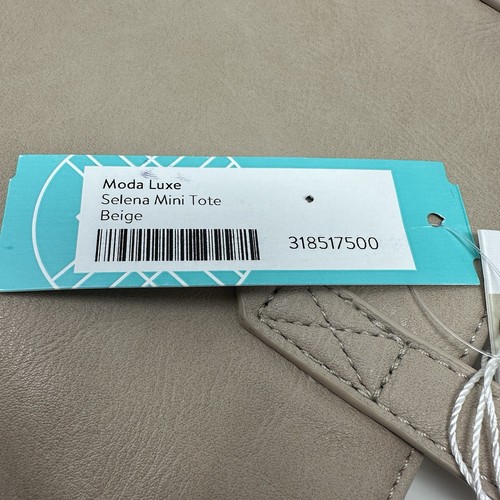 Moda Luxe
Selena Mini Tote
Beige
318517500